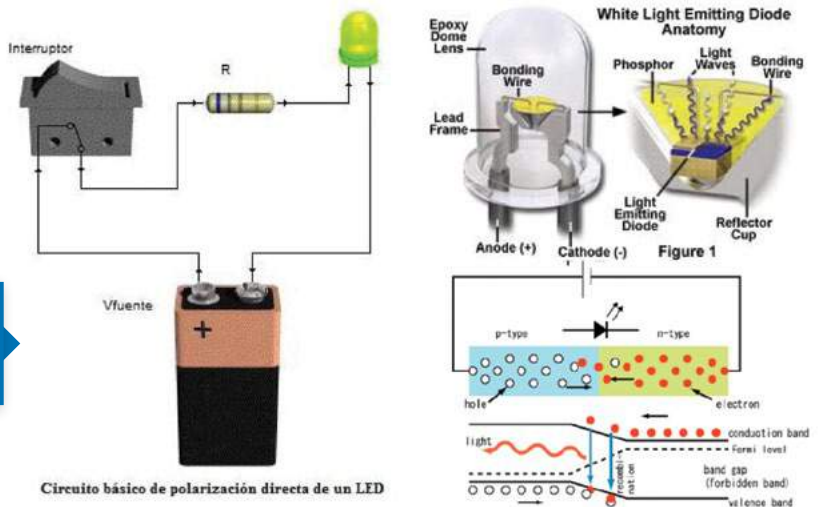 Interruptor
R
Vfuente
+
Circuito básico de polarización directa de un LED
White Light Emitting Diode
Anatomy
Epoxy
Dome
Lens
Bonding
Wire
Lead
Frame
Anode (+)
Cathode (-)
Phosphor
Light
Waves
Bonding
Wire
Light
Emitting
Diode
Reflector
Cup
Figure 1
p-type
n-type
hole
electron
light
recombi-
nation
conduction band
Fermi level
band gap
(forbidden band)
valence band